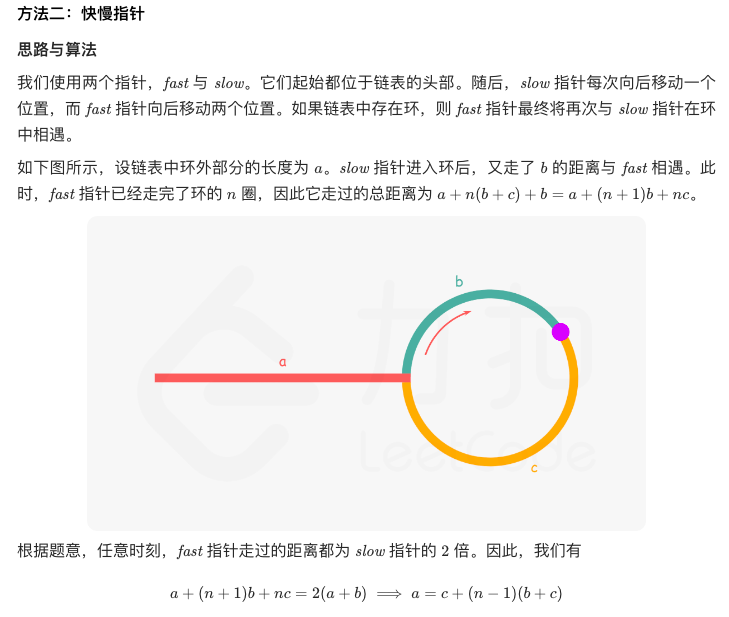 方法二：快慢指针
思路与算法
我们使用两个指针，fast 与 slow。它们起始都位于链表的头部。随后，slow 指针每次向后移动一个
位置，而 fast 指针向后移动两个位置。如果链表中存在环，则 fast 指针最终将再次与 slow 指针在环
中相遇。
如下图所示，设链表中环外部分的长度为 a。slow 指针进入环后，又走了 b 的距离与 fast 相遇。此
时，fast 指针已经走完了环的 n 圈，因此它走过的总距离为 a + n(b + c) + b = a + (n + 1)b + nc。
b
a
力扣
LeetCode
c
根据题意，任意时刻，fast 指针走过的距离都为 slow 指针的 2 倍。因此，我们有
a + (n + 1)b + nc = 2(a + b) ⟹ a = c + (n − 1)(b + c)